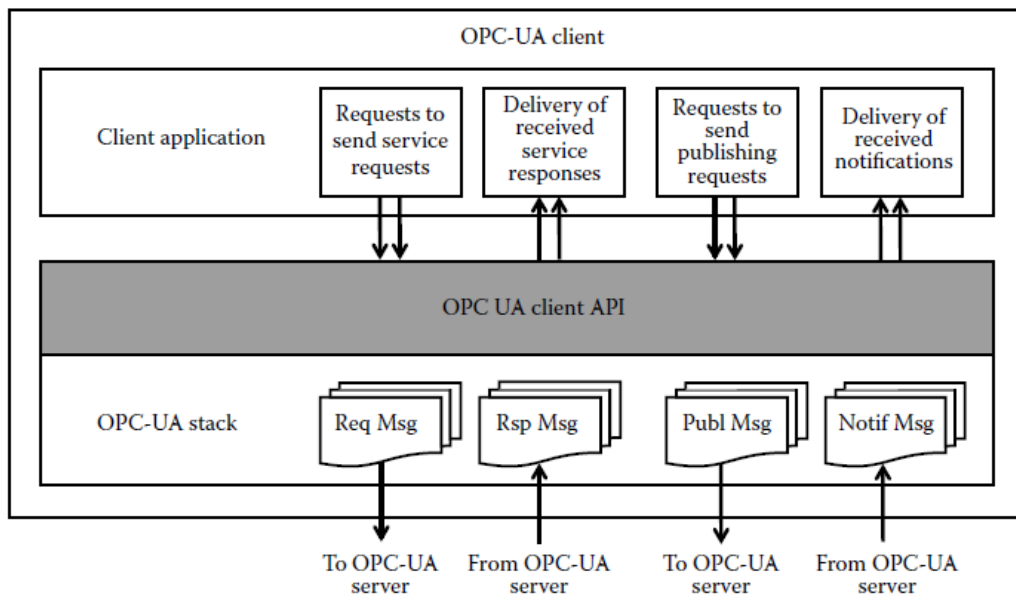 OPC-UA client
Client application
Requests to
send service
requests
Delivery of
received
service
responses
Requests to
send
publishing
requests
Delivery of
received
notifications
OPC UA client API
OPC-UA stack
Req Msg
Rsp Msg
Publ Msg
Notif Msg
To OPC-UA
server
From OPC-UA
server
To OPC-UA
server
From OPC-UA
server